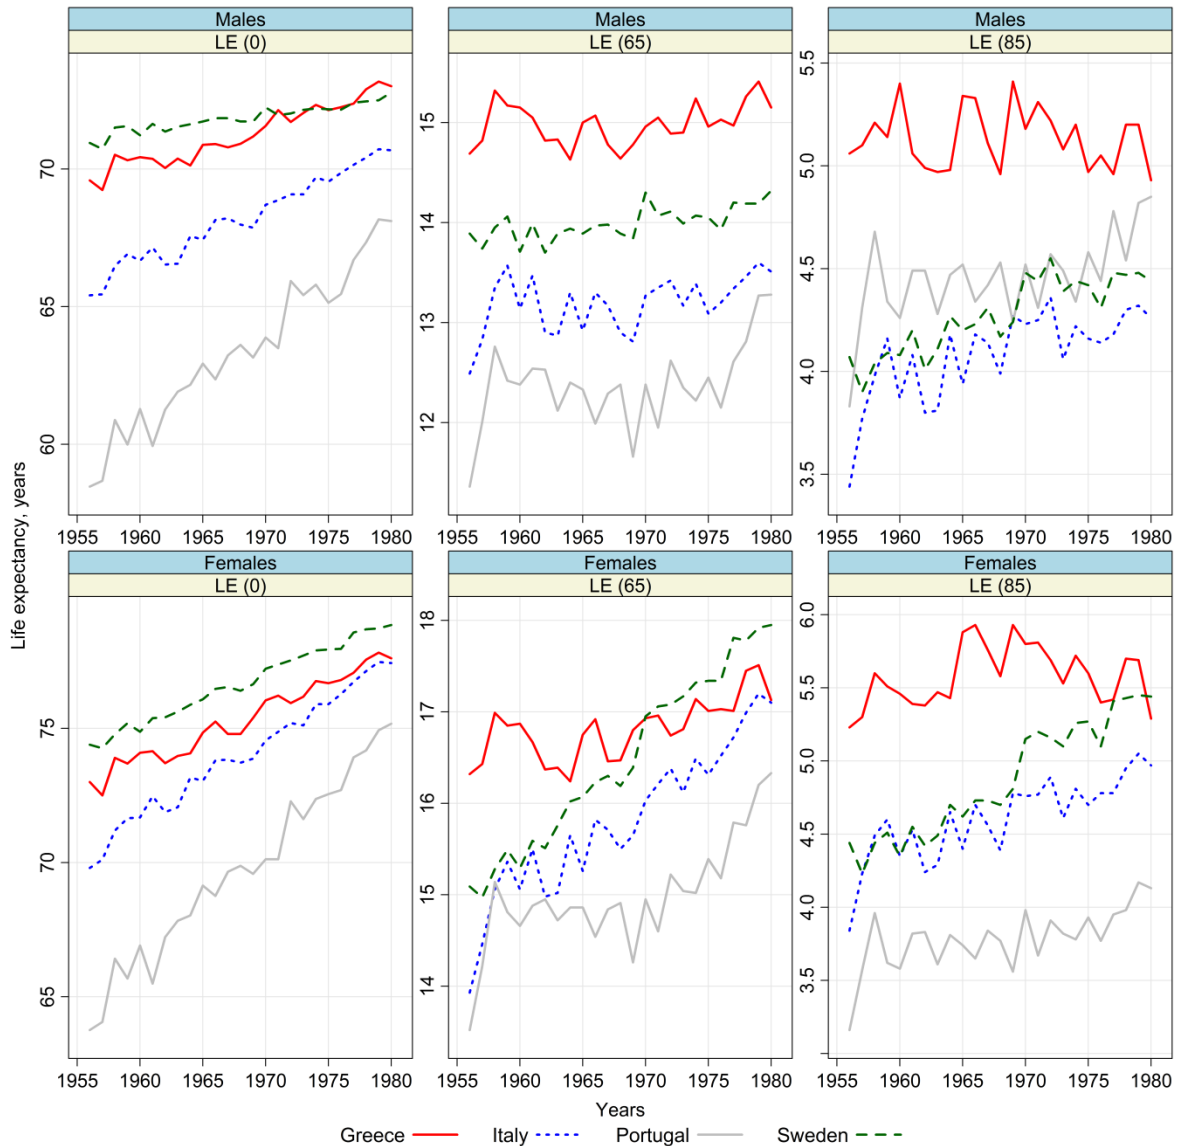 Males Males Males
LE (0) LE (65) LE (85)
70
65
60
15
14
13
12
5.5
5.0
4.5
4.0
3.5
1955 1960 1965 1970 1975 1980 1955 1960 1965 1970 1975 1980 1955 1960 1965 1970 1975 1980
Life expectancy, years
Females Females Females
LE (0) LE (65) LE (85)
75
70
65
18
17
16
15
14
6.0
5.5
5.0
4.5
4.0
3.5
1955 1960 1965 1970 1975 1980 1955 1960 1965 1970 1975 1980 1955 1960 1965 1970 1975 1980
Years
Greece Italy Portugal Sweden